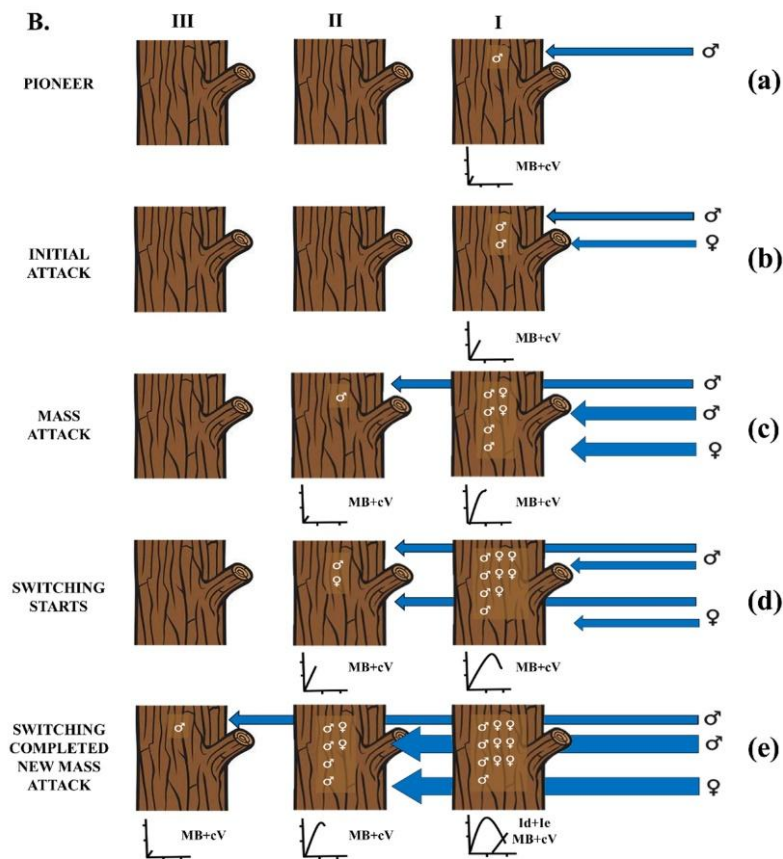 B.
III II I
PIONEER
♂
♂
(a)
MB+cV
INITIAL
ATTACK
♂
♂
♂
♀
(b)
MB+cV
MASS
ATTACK
♂
♂ ♀
♂ ♀
♂
♂
♂
♂
♀
(c)
MB+cV
MB+cV
SWITCHING
STARTS
♂
♀
♂ ♀ ♀
♂ ♀ ♀
♂ ♀
♂
♂
♀
(d)
MB+cV
MB+cV
SWITCHING
COMPLETED
NEW MASS
ATTACK
♂
♂ ♀
♂ ♀
♂
♂
♂ ♀ ♀
♂ ♀ ♀
♂ ♀ ♀
♂
♂
♂
♀
(e)
MB+cV
MB+cV
Id+Ie
MB+cV